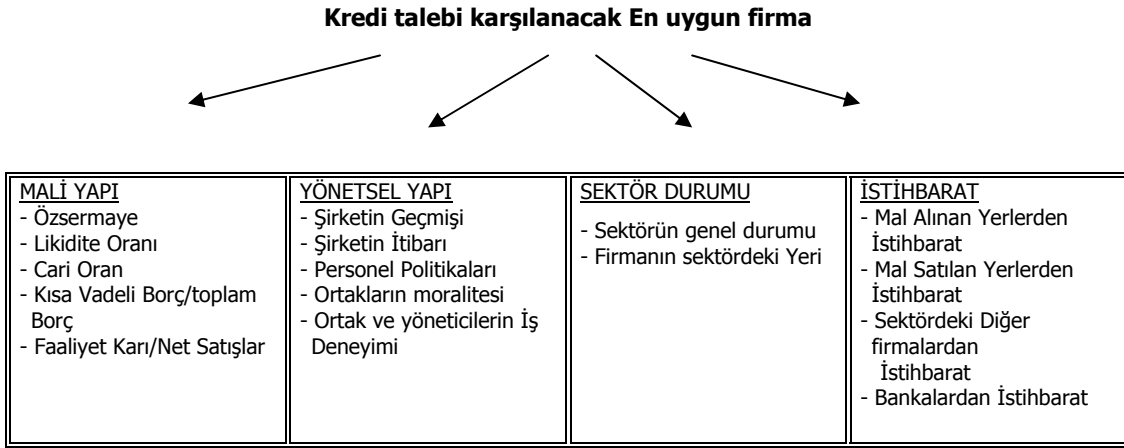 Kredi talebi karşılanacak En uygun firma
MALİ YAPI
- Özsermaye
- Likidite Oranı
- Cari Oran
- Kısa Vadeli Borç/toplam
Borç
- Faaliyet Karı/Net Satışlar
YÖNETSEL YAPI
- Şirketin Geçmişi
- Şirketin İtibarı
- Personel Politikaları
- Ortakların moralitesi
- Ortak ve yöneticilerin İş
Deneyimi
SEKTÖR DURUMU
- Sektörün genel durumu
- Firmanın sektördeki Yeri
İSTİHBARAT
- Mal Alınan Yerlerden
İstihbarat
- Mal Satılan Yerlerden
İstihbarat
- Sektördeki Diğer
firmalardan
İstihbarat
- Bankalardan İstihbarat